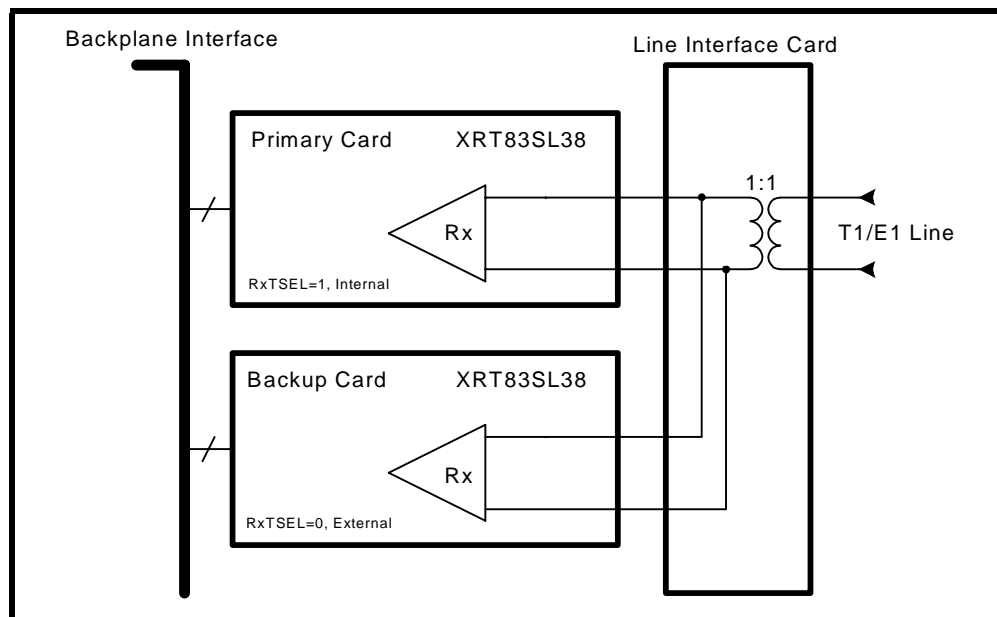 Backplane Interface
Line Interface Card
Primary Card XRT83SL38
Rx
RxTSEL=1, Internal
1:1
T1/E1 Line
Backup Card XRT83SL38
Rx
RxTSEL=0, External